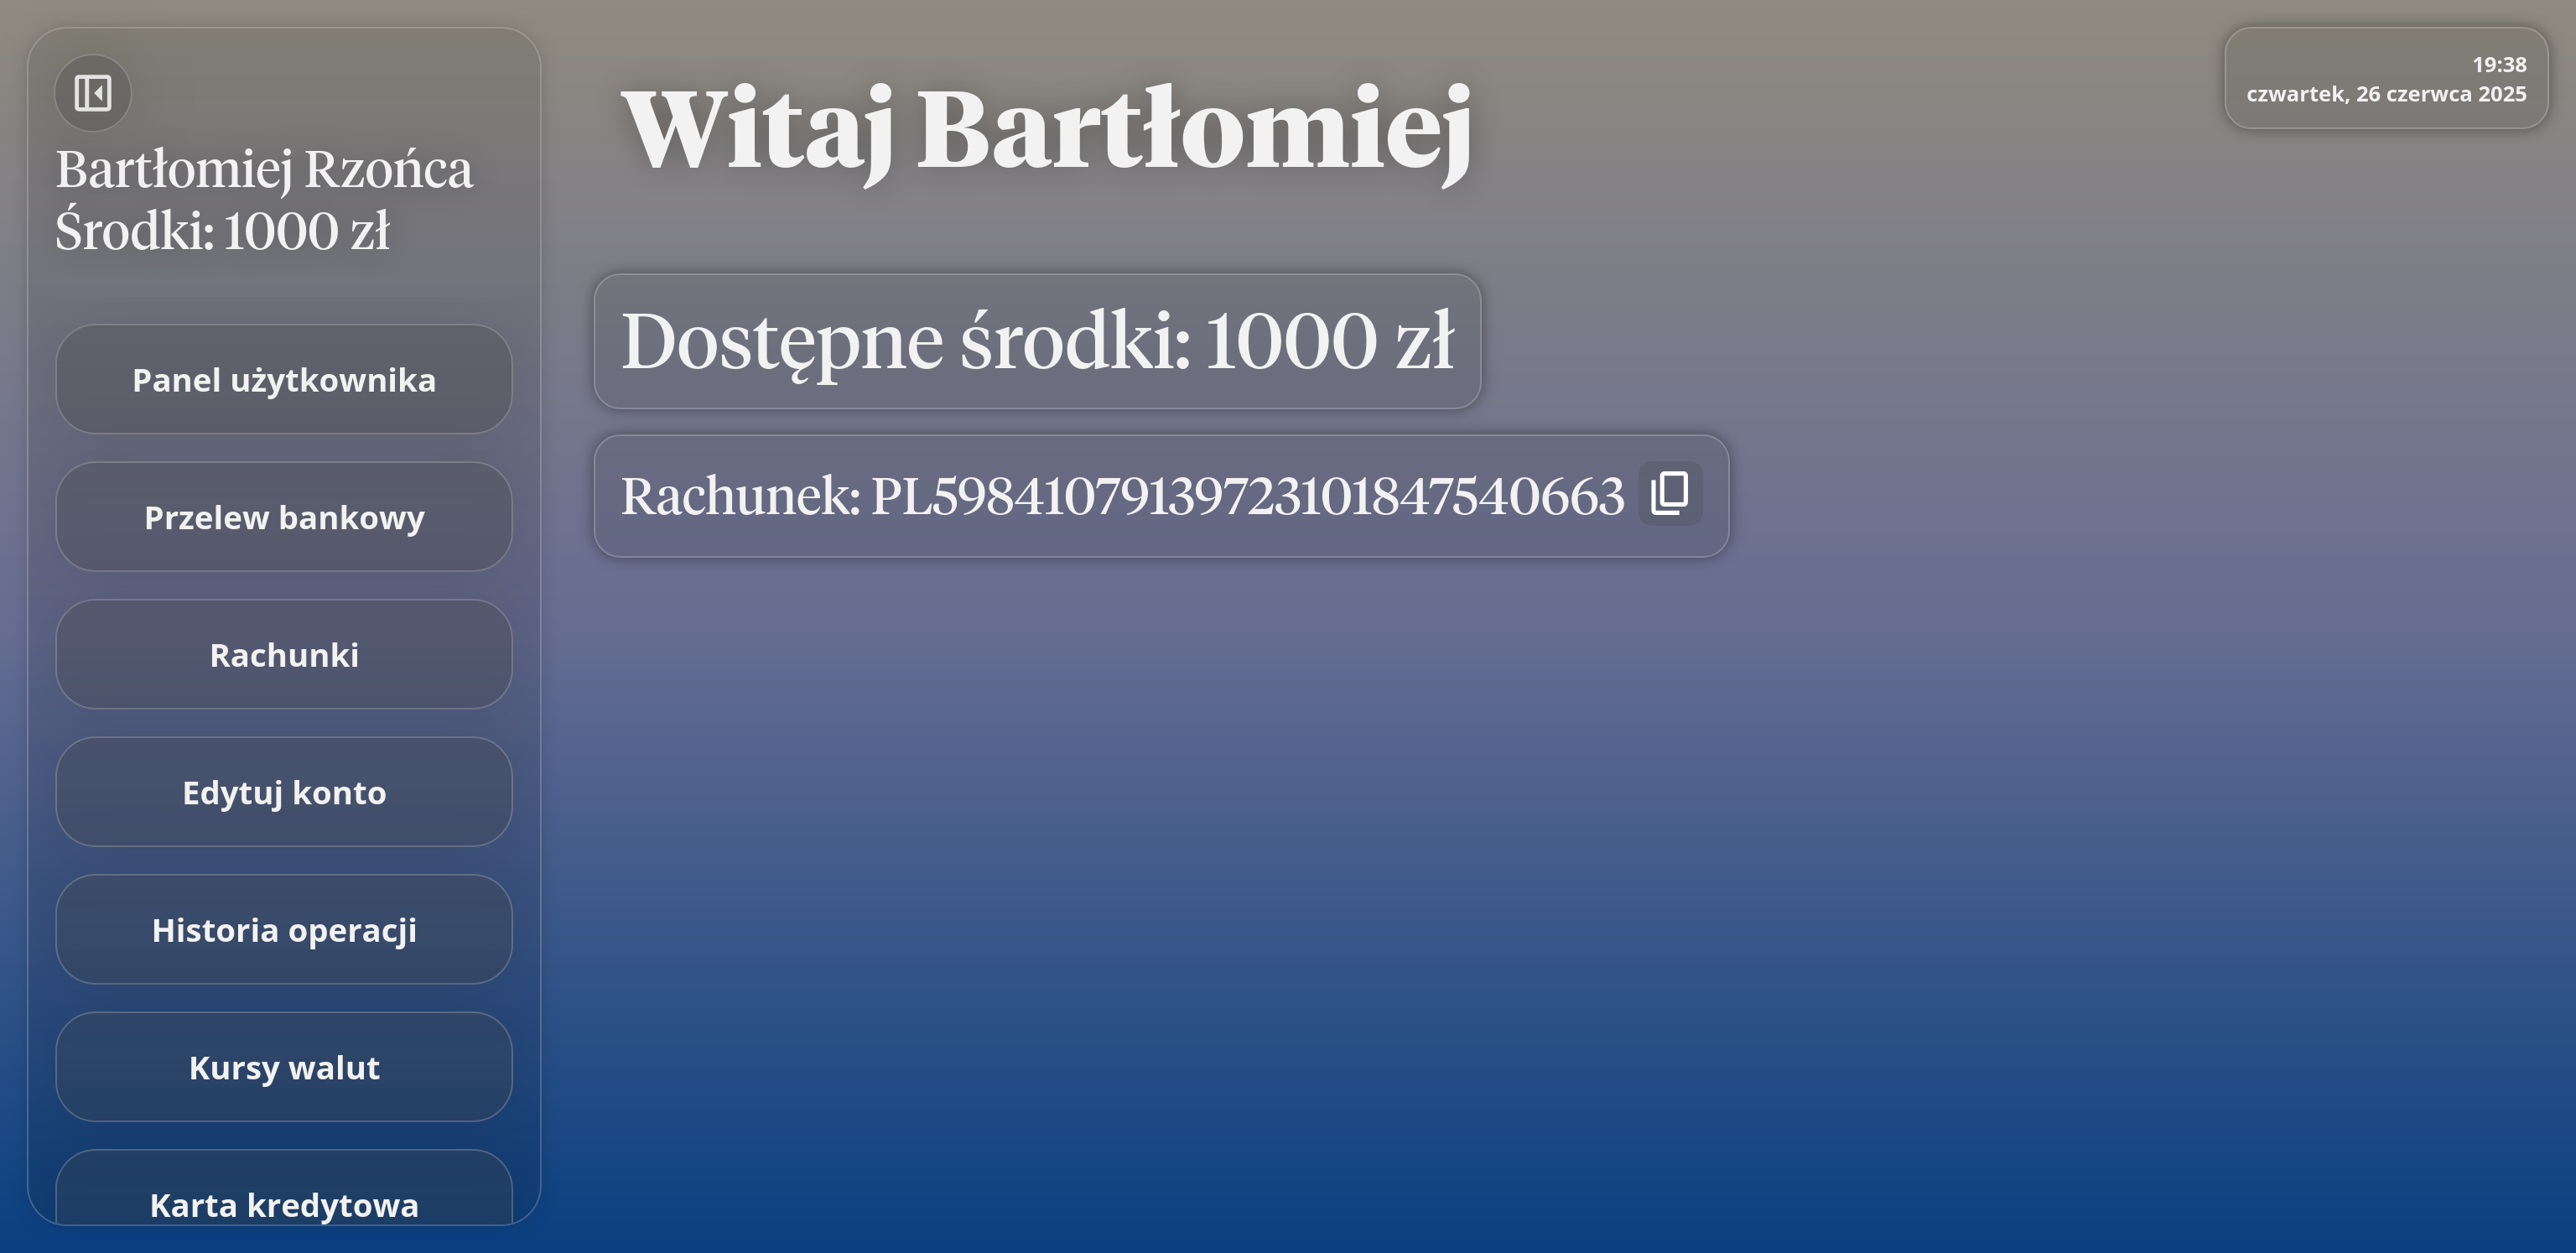 Bartłomiej Rzońca
Środki: 1000 zł
Panel użytkownika
Przelew bankowy
Rachunki
Edytuj konto
Historia operacji
Kursy walut
Karta kredytowa
Witaj Bartłomiej
Dostępne środki: 1000 zł
Rachunek: PL59841079139723101847540663
19:38
czwartek, 26 czerwca 2025